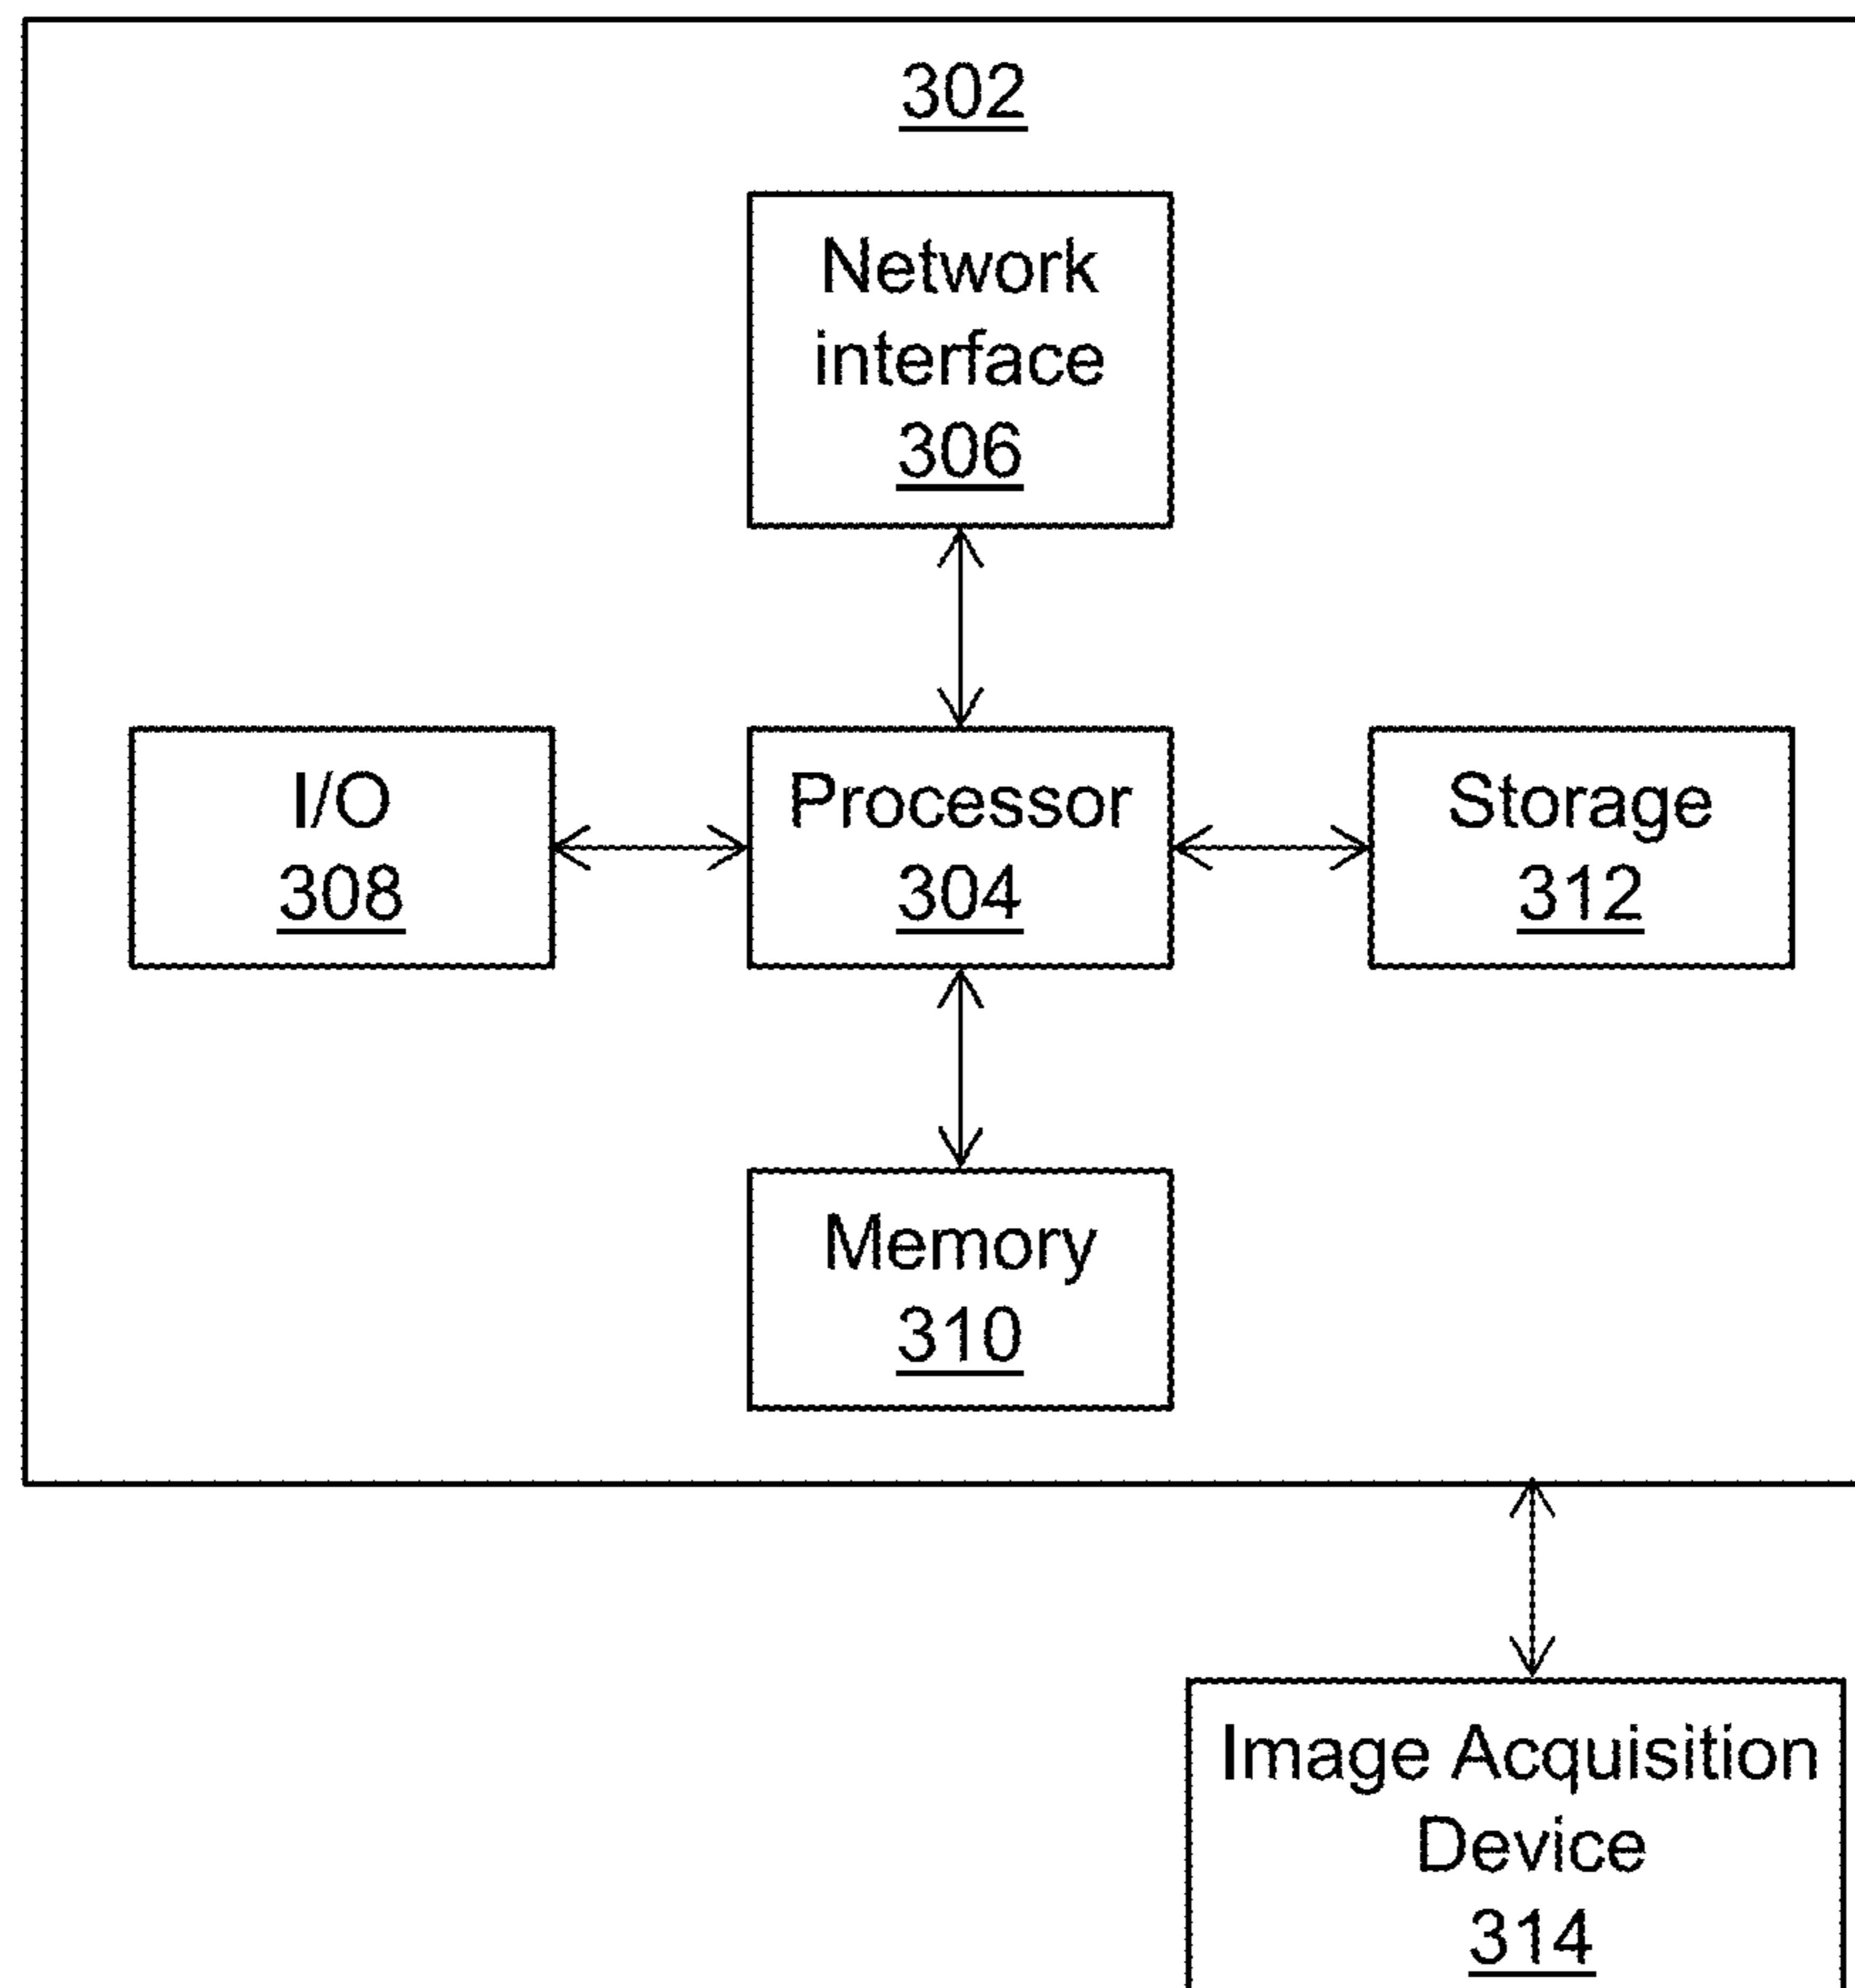 302
Network
interface
306
I/O
308
Processor
304
Storage
312
Memory
310
Image Acquisition
Device
314